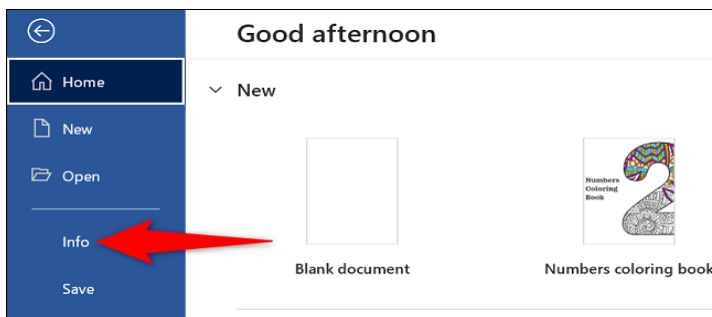 Good afternoon
Home
New
New
Open
Numbers
Coloring
Book
Info
Blank document
Numbers coloring book
Save